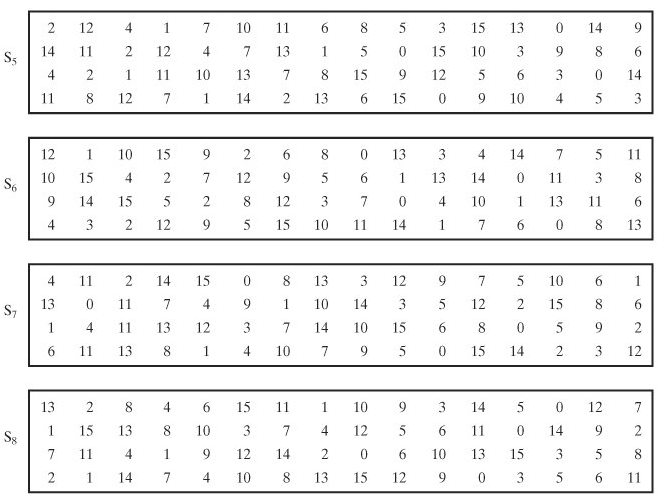 S5
2 12 4 1 7 10 11 6 8 5 3 15 13 0 14 9
14 11 2 12 4 7 13 1 5 0 15 10 3 9 8 6
4 2 1 11 10 13 7 8 15 9 12 5 6 3 0 14
11 8 12 7 1 14 2 13 6 15 0 9 10 4 5 3
S6
12 1 10 15 9 2 6 8 0 13 3 4 14 7 5 11
10 15 4 2 7 12 9 5 6 1 13 14 0 11 3 8
9 14 15 5 2 8 12 3 7 0 4 10 1 13 11 6
4 3 2 12 9 5 15 10 11 14 1 7 6 0 8 13
S7
4 11 2 14 15 0 8 13 3 12 9 7 5 10 6 1
13 0 11 7 4 9 1 10 14 3 5 12 2 15 8 6
1 4 11 13 12 3 7 14 10 15 6 8 0 5 9 2
6 11 13 8 1 4 10 7 9 5 0 15 14 2 3 12
S8
13 2 8 4 6 15 11 1 10 9 3 14 5 0 12 7
1 15 13 8 10 3 7 4 12 5 6 11 0 14 9 2
7 11 4 1 9 12 14 2 0 6 10 13 15 3 5 8
2 1 14 7 4 10 8 13 15 12 9 0 3 5 6 11